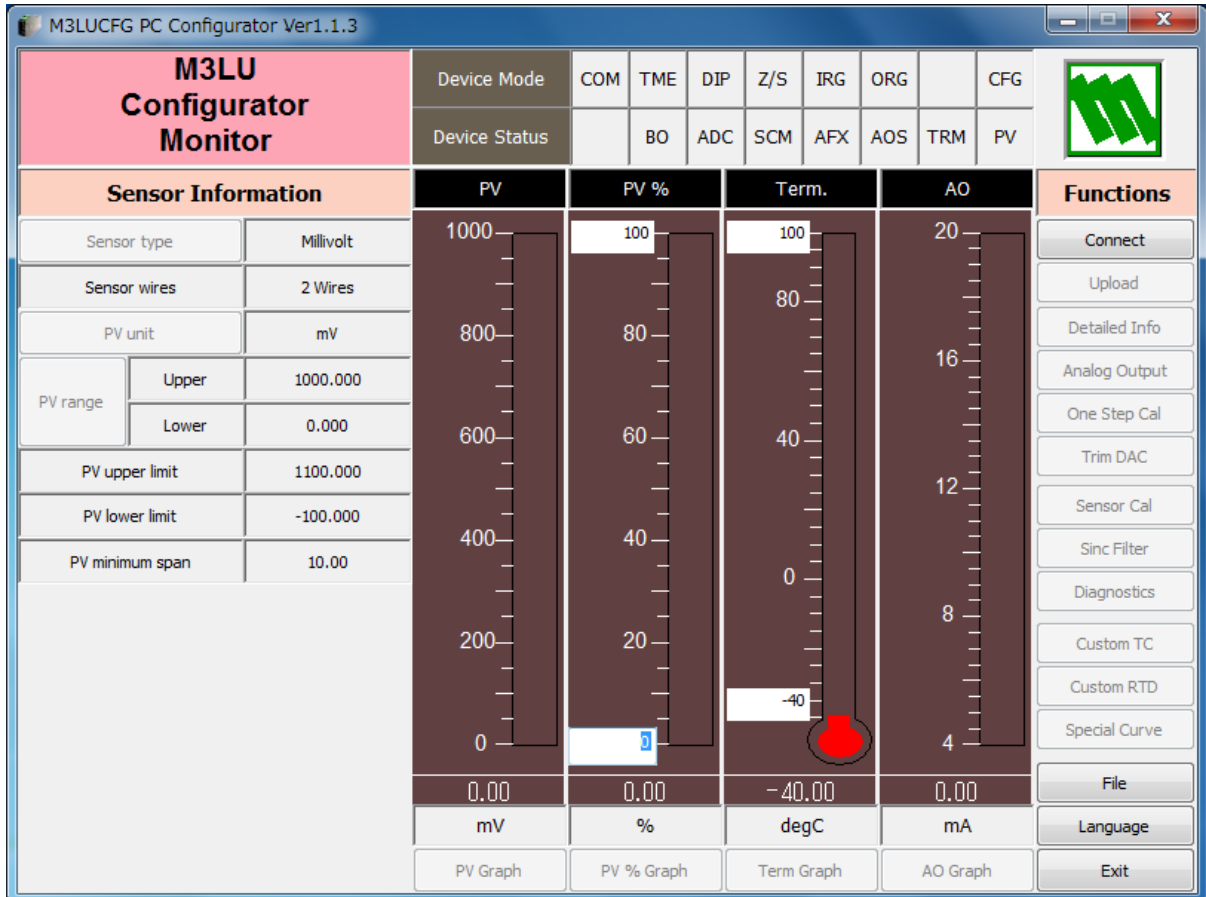 M3LUCFG PC Configurator Ver1.1.3
M3LU
Configurator
Monitor
Device Mode COM TME DIP Z/S IRG ORG CFG
Device Status BO ADC SCM AFX AOS TRM PV
Sensor Information
Sensor type Millivolt
Sensor wires 2 Wires
PV unit mV
PV range Upper 1000.000
Lower 0.000
PV upper limit 1100.000
PV lower limit -100.000
PV minimum span 10.00
PV
1000
800
600
400
200
0
0.00
mV
PV Graph
PV %
100
80
60
40
20
0
0.00
%
PV % Graph
Term.
100
80
40
0
-40
-40.00
degC
Term Graph
AO
20
16
12
8
4
0.00
mA
AO Graph
Functions
Connect
Upload
Detailed Info
Analog Output
One Step Cal
Trim DAC
Sensor Cal
Sinc Filter
Diagnostics
Custom TC
Custom RTD
Special Curve
File
Language
Exit